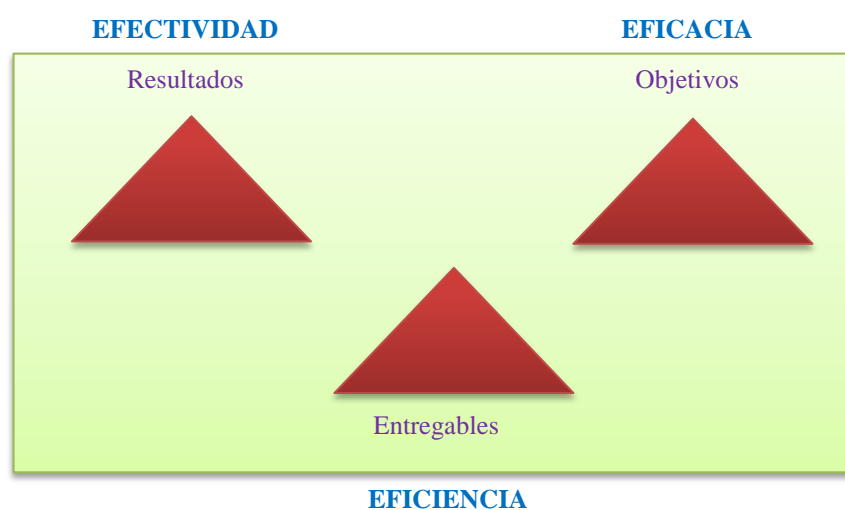 EFECTIVIDAD EFICACIA
Resultados Objetivos
Entregables
EFICIENCIA